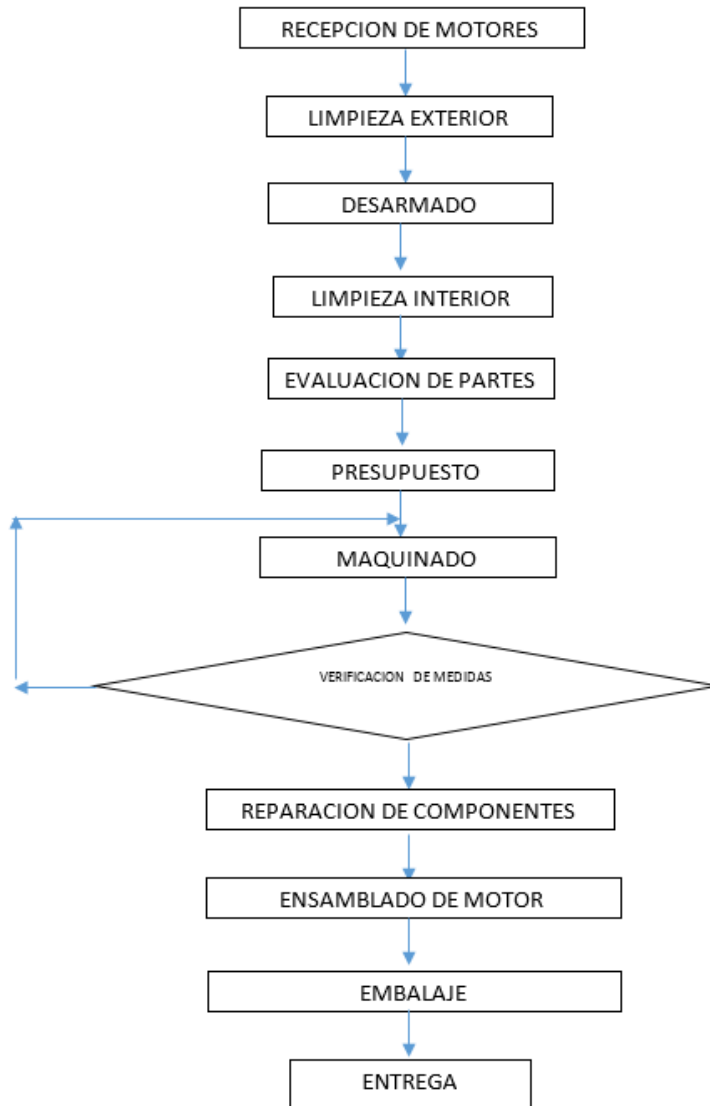 RECEPCION DE MOTORES
LIMPIEZA EXTERIOR
DESARMADO
LIMPIEZA INTERIOR
EVALUACION DE PARTES
PRESUPUESTO
MAQUINADO
VERIFICACION DE MEDIDAS
REPARACION DE COMPONENTES
ENSAMBLADO DE MOTOR
EMBALAJE
ENTREGA